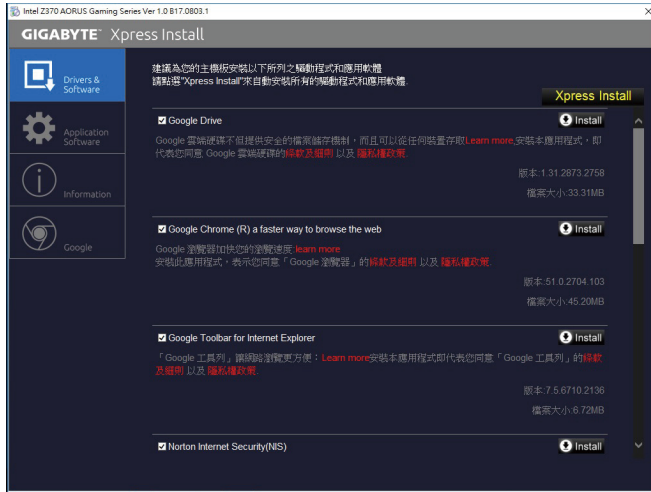 Intel Z370 AORUS Gaming Series Ver 1.0 B17.0803.1
GIGABYTE™ Xpress Install
Drivers & Software
Application Software
Information
Google
建議為您的主機板安裝以下所列之驅動程式和應用軟體
請點選"Xpress Install"來自動安裝所有的驅動程式和應用軟體.
Xpress Install
Google Drive
Install
Google 雲端硬碟不但提供安全的檔案儲存機制，而且可以從任何裝置存取Learn more,安裝本應用程式，即
代表您同意 Google 雲端硬碟的條款及細則 以及 隱私權政策.
版本:1.31.2873.2758
檔案大小:33.31MB
Google Chrome (R) a faster way to browse the web
Install
Google 瀏覽器加快您的瀏覽速度:learn more
安裝此應用程式，表示您同意「Google 瀏覽器」的條款及細則 以及 隱私權政策.
版本:51.0.2704.103
檔案大小:45.20MB
Google Toolbar for Internet Explorer
Install
「Google 工具列」讓網路瀏覽更方便：Learn more安裝本應用程式即代表您同意「Google 工具列」的條款
及細則 以及 隱私權政策.
版本:7.5.6710.2136
檔案大小:6.72MB
Norton Internet Security(NIS)
Install